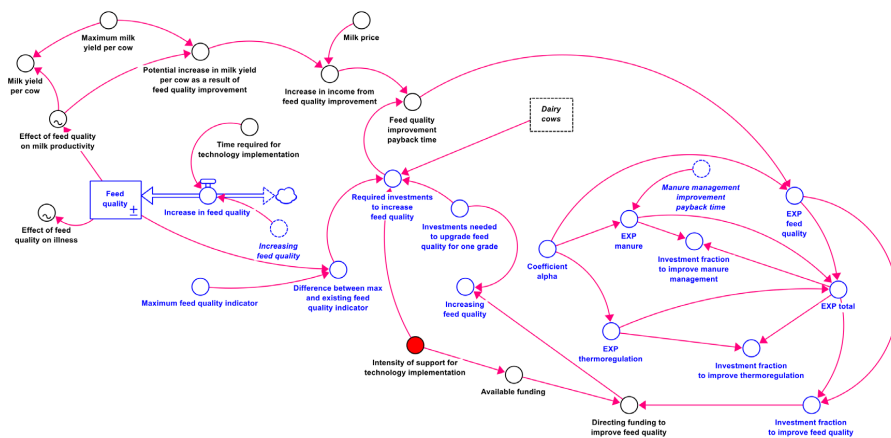 Maximum milk
yield per cow
Milk price
Milk yield
per cow
Potential increase in milk yield
per cow as a result of
feed quality improvement
Increase in income from
feed quality improvement
Feed quality
improvement
payback time
Dairy
cows
Effect of feed quality
on milk productivity
Time required for
technology implementation
Feed
quality
Increase in feed quality
Required investments
to increase
feed quality
Manure management
improvement
payback time
EXP
feed
quality
Effect of feed
quality on illness
Increasing
feed quality
Investments needed
to upgrade feed
quality for one grade
EXP
manure
Coefficient
alpha
Investment fraction
to improve manure
management
Maximum feed quality indicator
Difference between max
and existing feed
quality indicator
Increasing
feed quality
EXP total
EXP
thermoregulation
Intensity of support for
technology implementation
Investment fraction
to improve thermoregulation
Available funding
Directing funding to
improve feed quality
Investment fraction
to improve feed quality